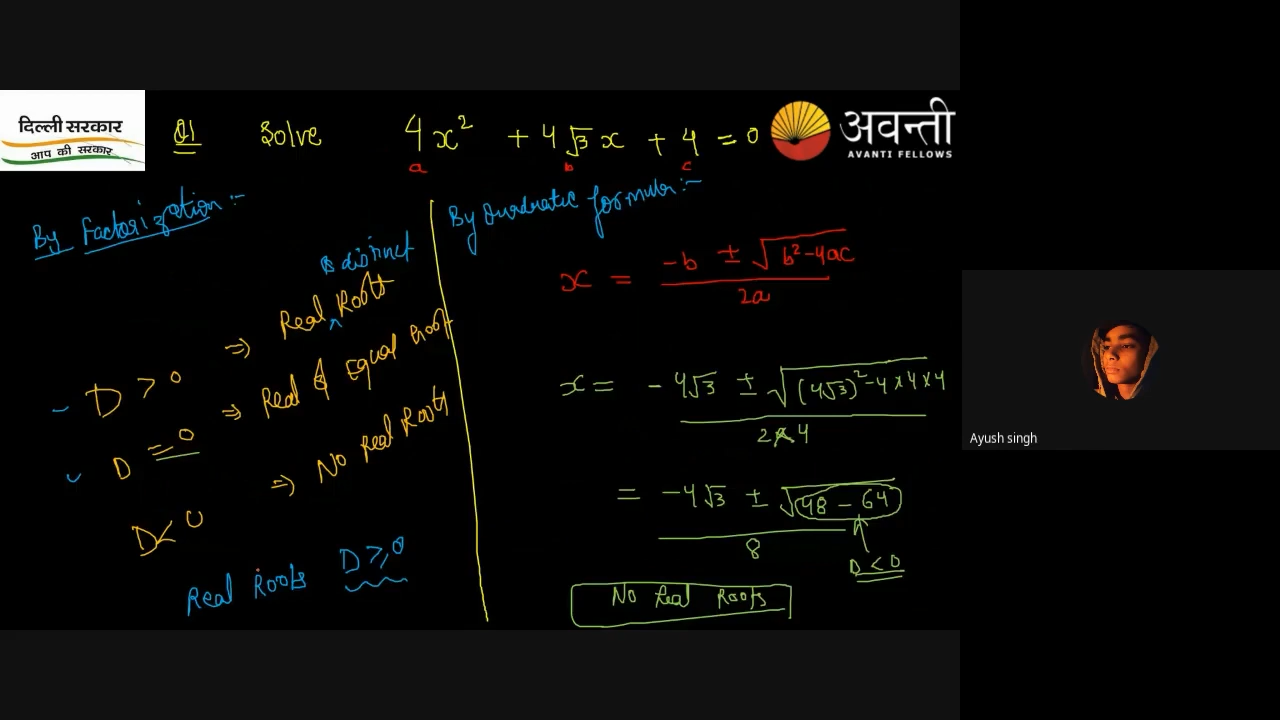 दिल्ली सरकार
आप की सरकार
Q1 Solve 4x² + 4√3x + 4 = 0
a b c
अवन्ती
AVANTI FELLOWS
By Factorization :-
& distinct
D > 0 ⇒ Real ^ Roots
D = 0 ⇒ Real & Equal Root
D < 0 ⇒ No Real Roots
Real Roots D ≥ 0
By Quadratic formula :-
x = (-b ± √(b²-4ac)) / 2a
x = (-4√3 ± √((4√3)²-4×4×4)) / 2×4
= (-4√3 ± √(48 - 64)) / 8
D < 0
No Real Roots
Ayush singh